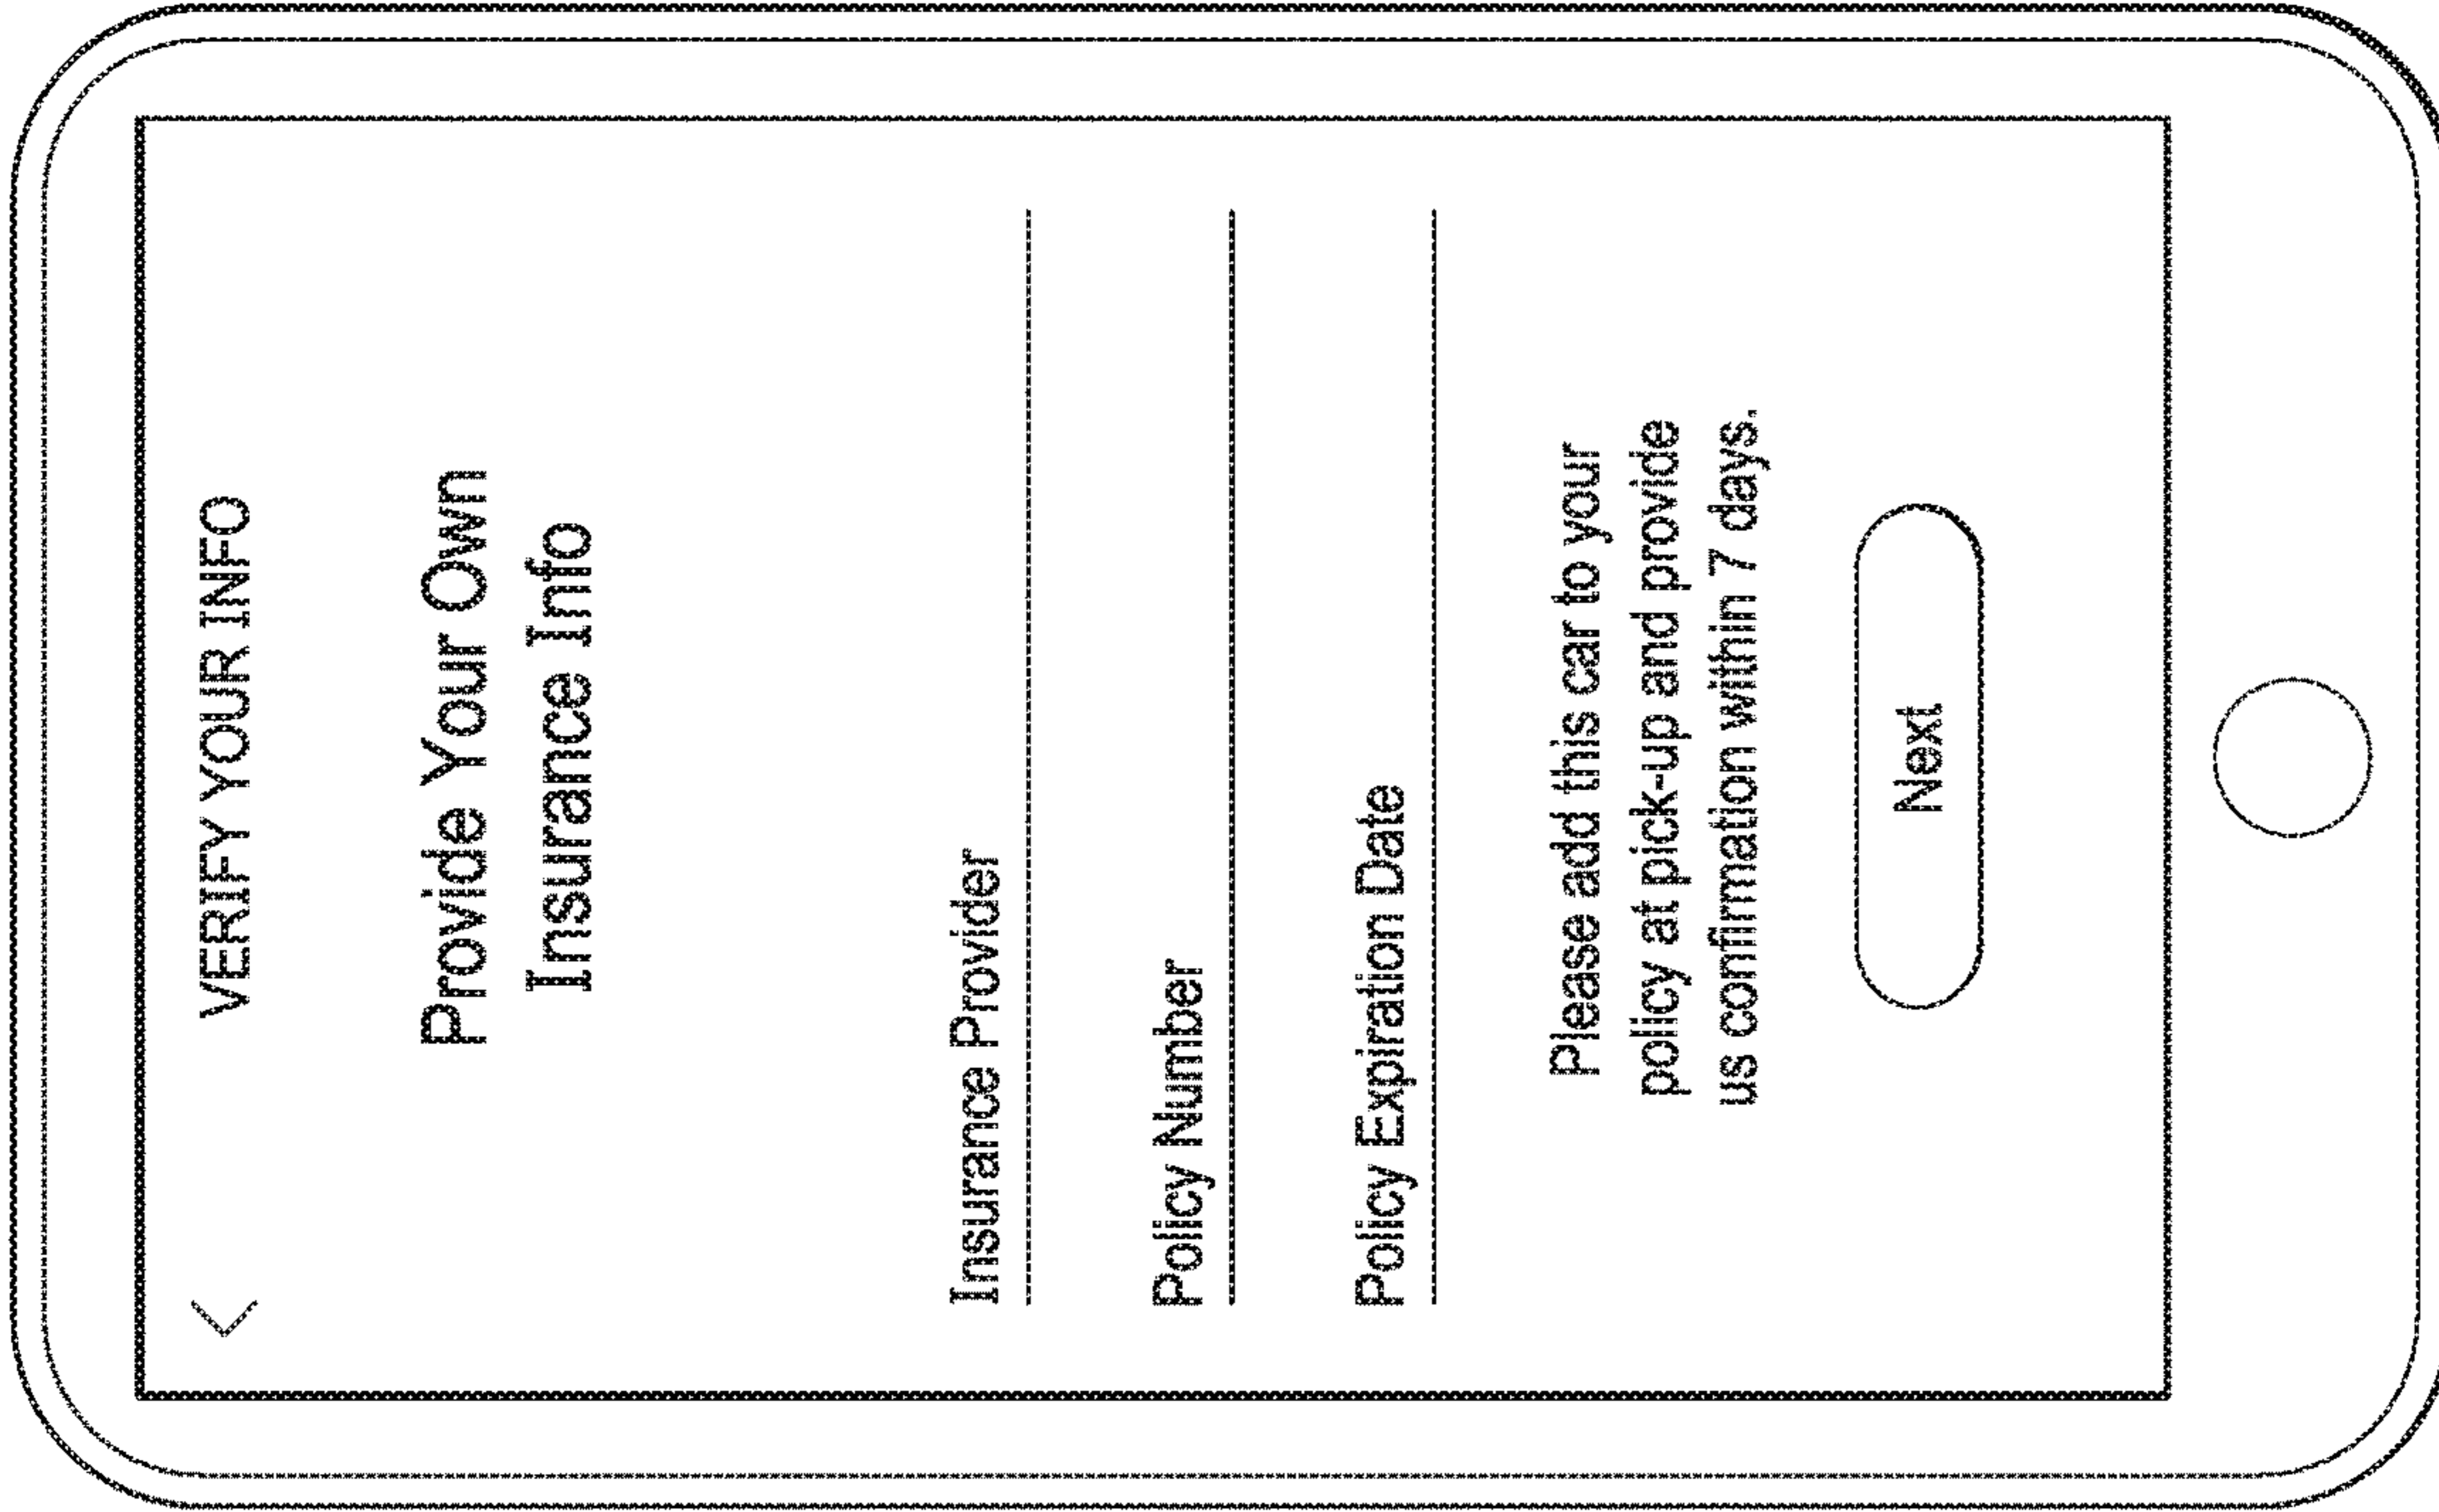 VERIFY YOUR INFO
Provide Your Own
Insurance Info
Insurance Provider
Policy Number
Policy Expiration Date
Please add this car to your
policy at pick-up and provide
us confirmation within 7 days.
Next